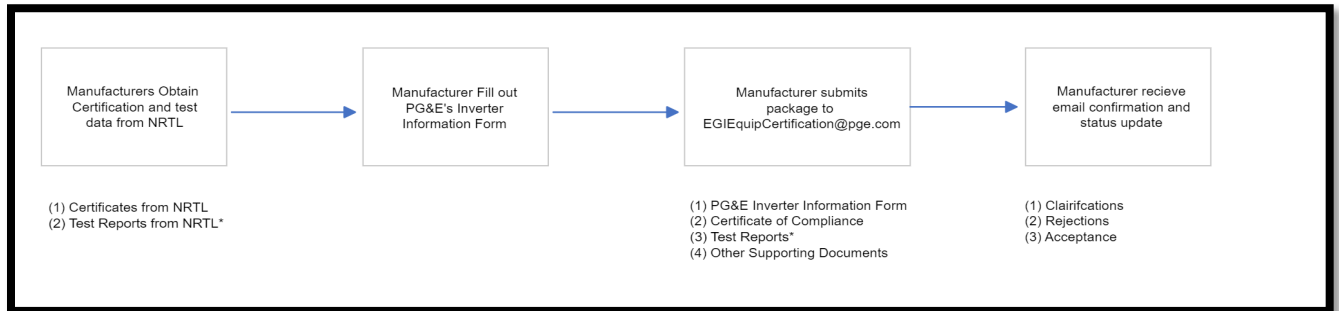 Manufacturers Obtain
Certification and test
data from NRTL
Manufacturer Fill out
PG&E's Inverter
Information Form
Manufacturer submits
package to
EGIEquipCertification@pge.com
Manufacturer recieve
email confirmation and
status update
(1) Certificates from NRTL
(2) Test Reports from NRTL*
(1) PG&E Inverter Information Form
(2) Certificate of Compliance
(3) Test Reports*
(4) Other Supporting Documents
(1) Clairifcations
(2) Rejections
(3) Acceptance